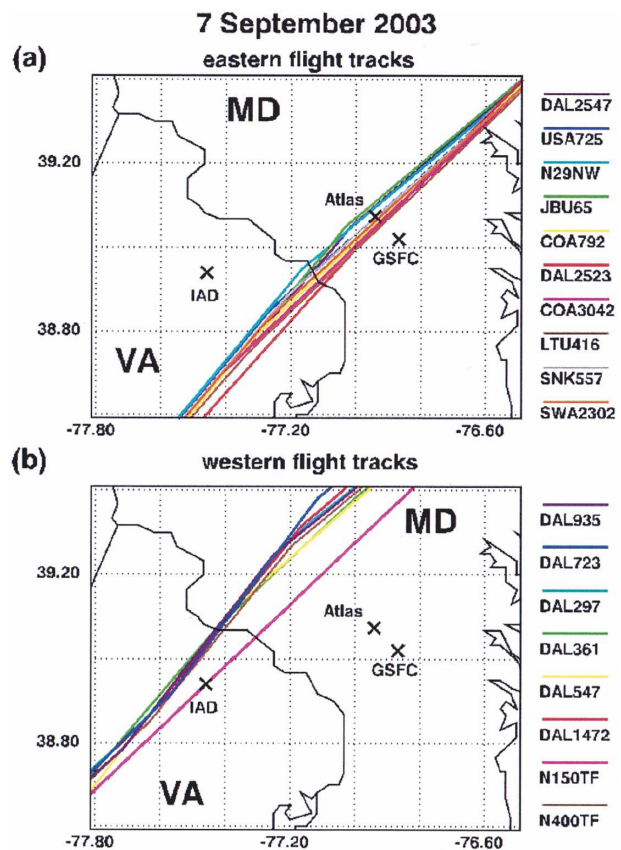 7 September 2003
(a) eastern flight tracks
MD
39.20
Atlas
GSFC
IAD
38.80
VA
-77.80 -77.20 -76.60
DAL2547
USA725
N29NW
JBU65
COA792
DAL2523
COA3042
LTU416
SNK557
SWA2302
(b) western flight tracks
MD
39.20
Atlas
GSFC
IAD
38.80
VA
-77.80 -77.20 -76.60
DAL935
DAL723
DAL297
DAL361
DAL547
DAL1472
N150TF
N400TF